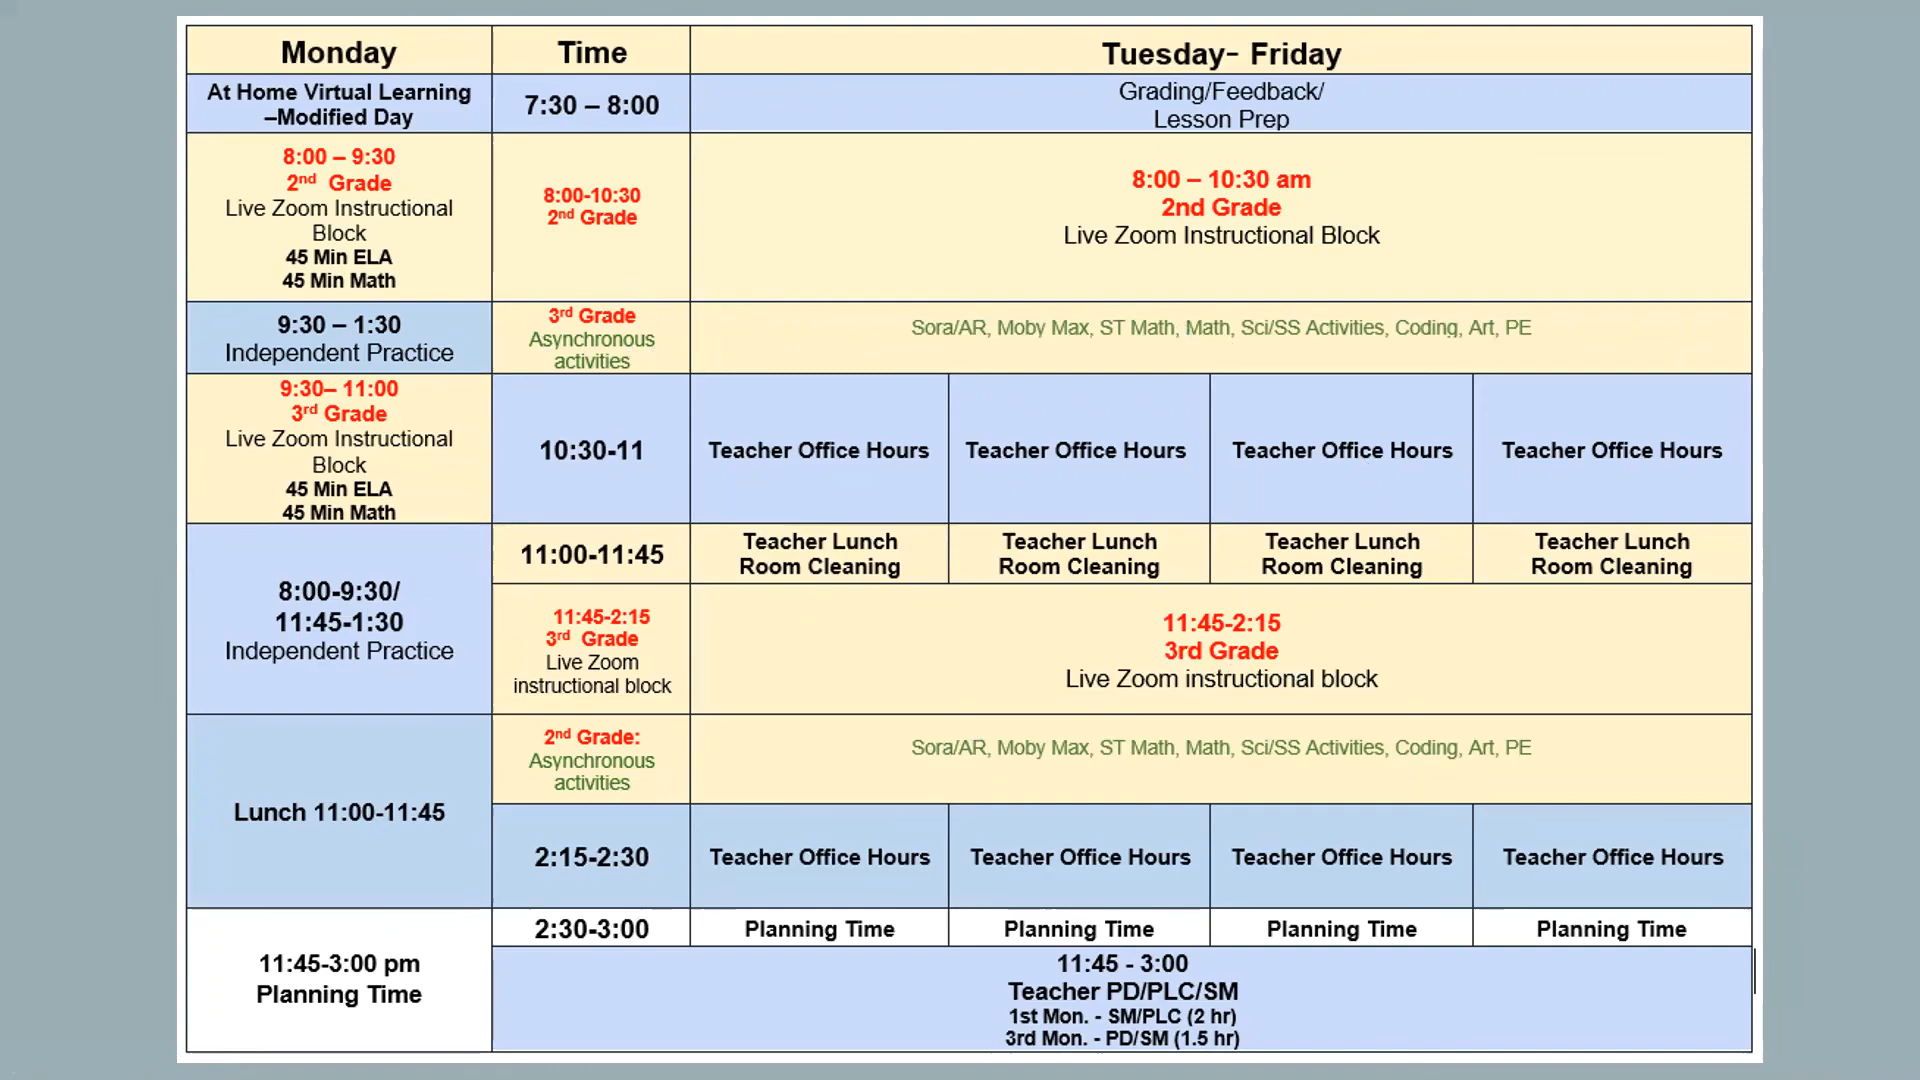 Monday
Time
Tuesday- Friday
At Home Virtual Learning
–Modified Day
7:30 – 8:00
Grading/Feedback/
Lesson Prep
8:00 – 9:30
2nd Grade
Live Zoom Instructional
Block
45 Min ELA
45 Min Math
8:00-10:30
2nd Grade
8:00 – 10:30 am
2nd Grade
Live Zoom Instructional Block
9:30 – 1:30
Independent Practice
3rd Grade
Asynchronous
activities
Sora/AR, Moby Max, ST Math, Math, Sci/SS Activities, Coding, Art, PE
9:30– 11:00
3rd Grade
Live Zoom Instructional
Block
45 Min ELA
45 Min Math
10:30-11
Teacher Office Hours
Teacher Office Hours
Teacher Office Hours
Teacher Office Hours
8:00-9:30/
11:45-1:30
Independent Practice
11:00-11:45
Teacher Lunch
Room Cleaning
Teacher Lunch
Room Cleaning
Teacher Lunch
Room Cleaning
Teacher Lunch
Room Cleaning
11:45-2:15
3rd Grade
Live Zoom
instructional block
11:45-2:15
3rd Grade
Live Zoom instructional block
Lunch 11:00-11:45
2nd Grade:
Asynchronous
activities
Sora/AR, Moby Max, ST Math, Math, Sci/SS Activities, Coding, Art, PE
2:15-2:30
Teacher Office Hours
Teacher Office Hours
Teacher Office Hours
Teacher Office Hours
11:45-3:00 pm
Planning Time
2:30-3:00
Planning Time
Planning Time
Planning Time
Planning Time
11:45 - 3:00
Teacher PD/PLC/SM
1st Mon. - SM/PLC (2 hr)
3rd Mon. - PD/SM (1.5 hr)